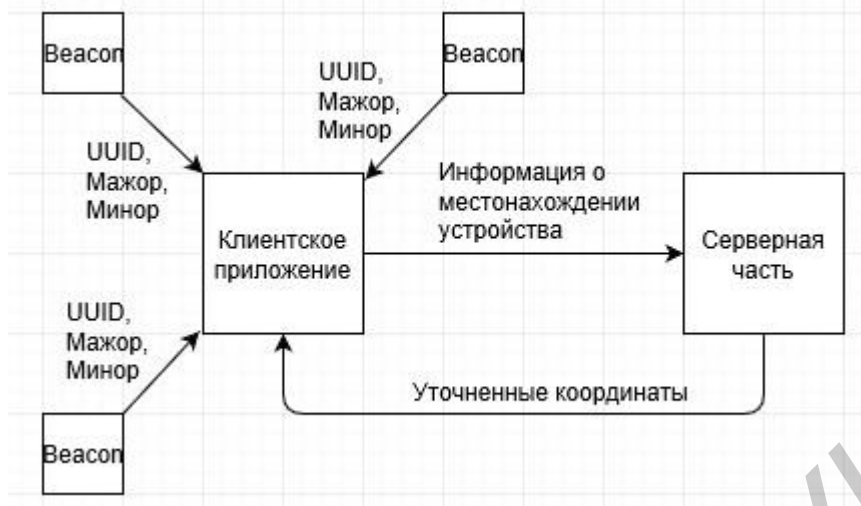 Beacon
Beacon
UUID,
Мажор,
Минор
UUID,
Мажор,
Минор
Информация о
местонахождении
устройства
Клиентское
приложение
Серверная
часть
UUID,
Мажор,
Минор
Уточненные координаты
Beacon